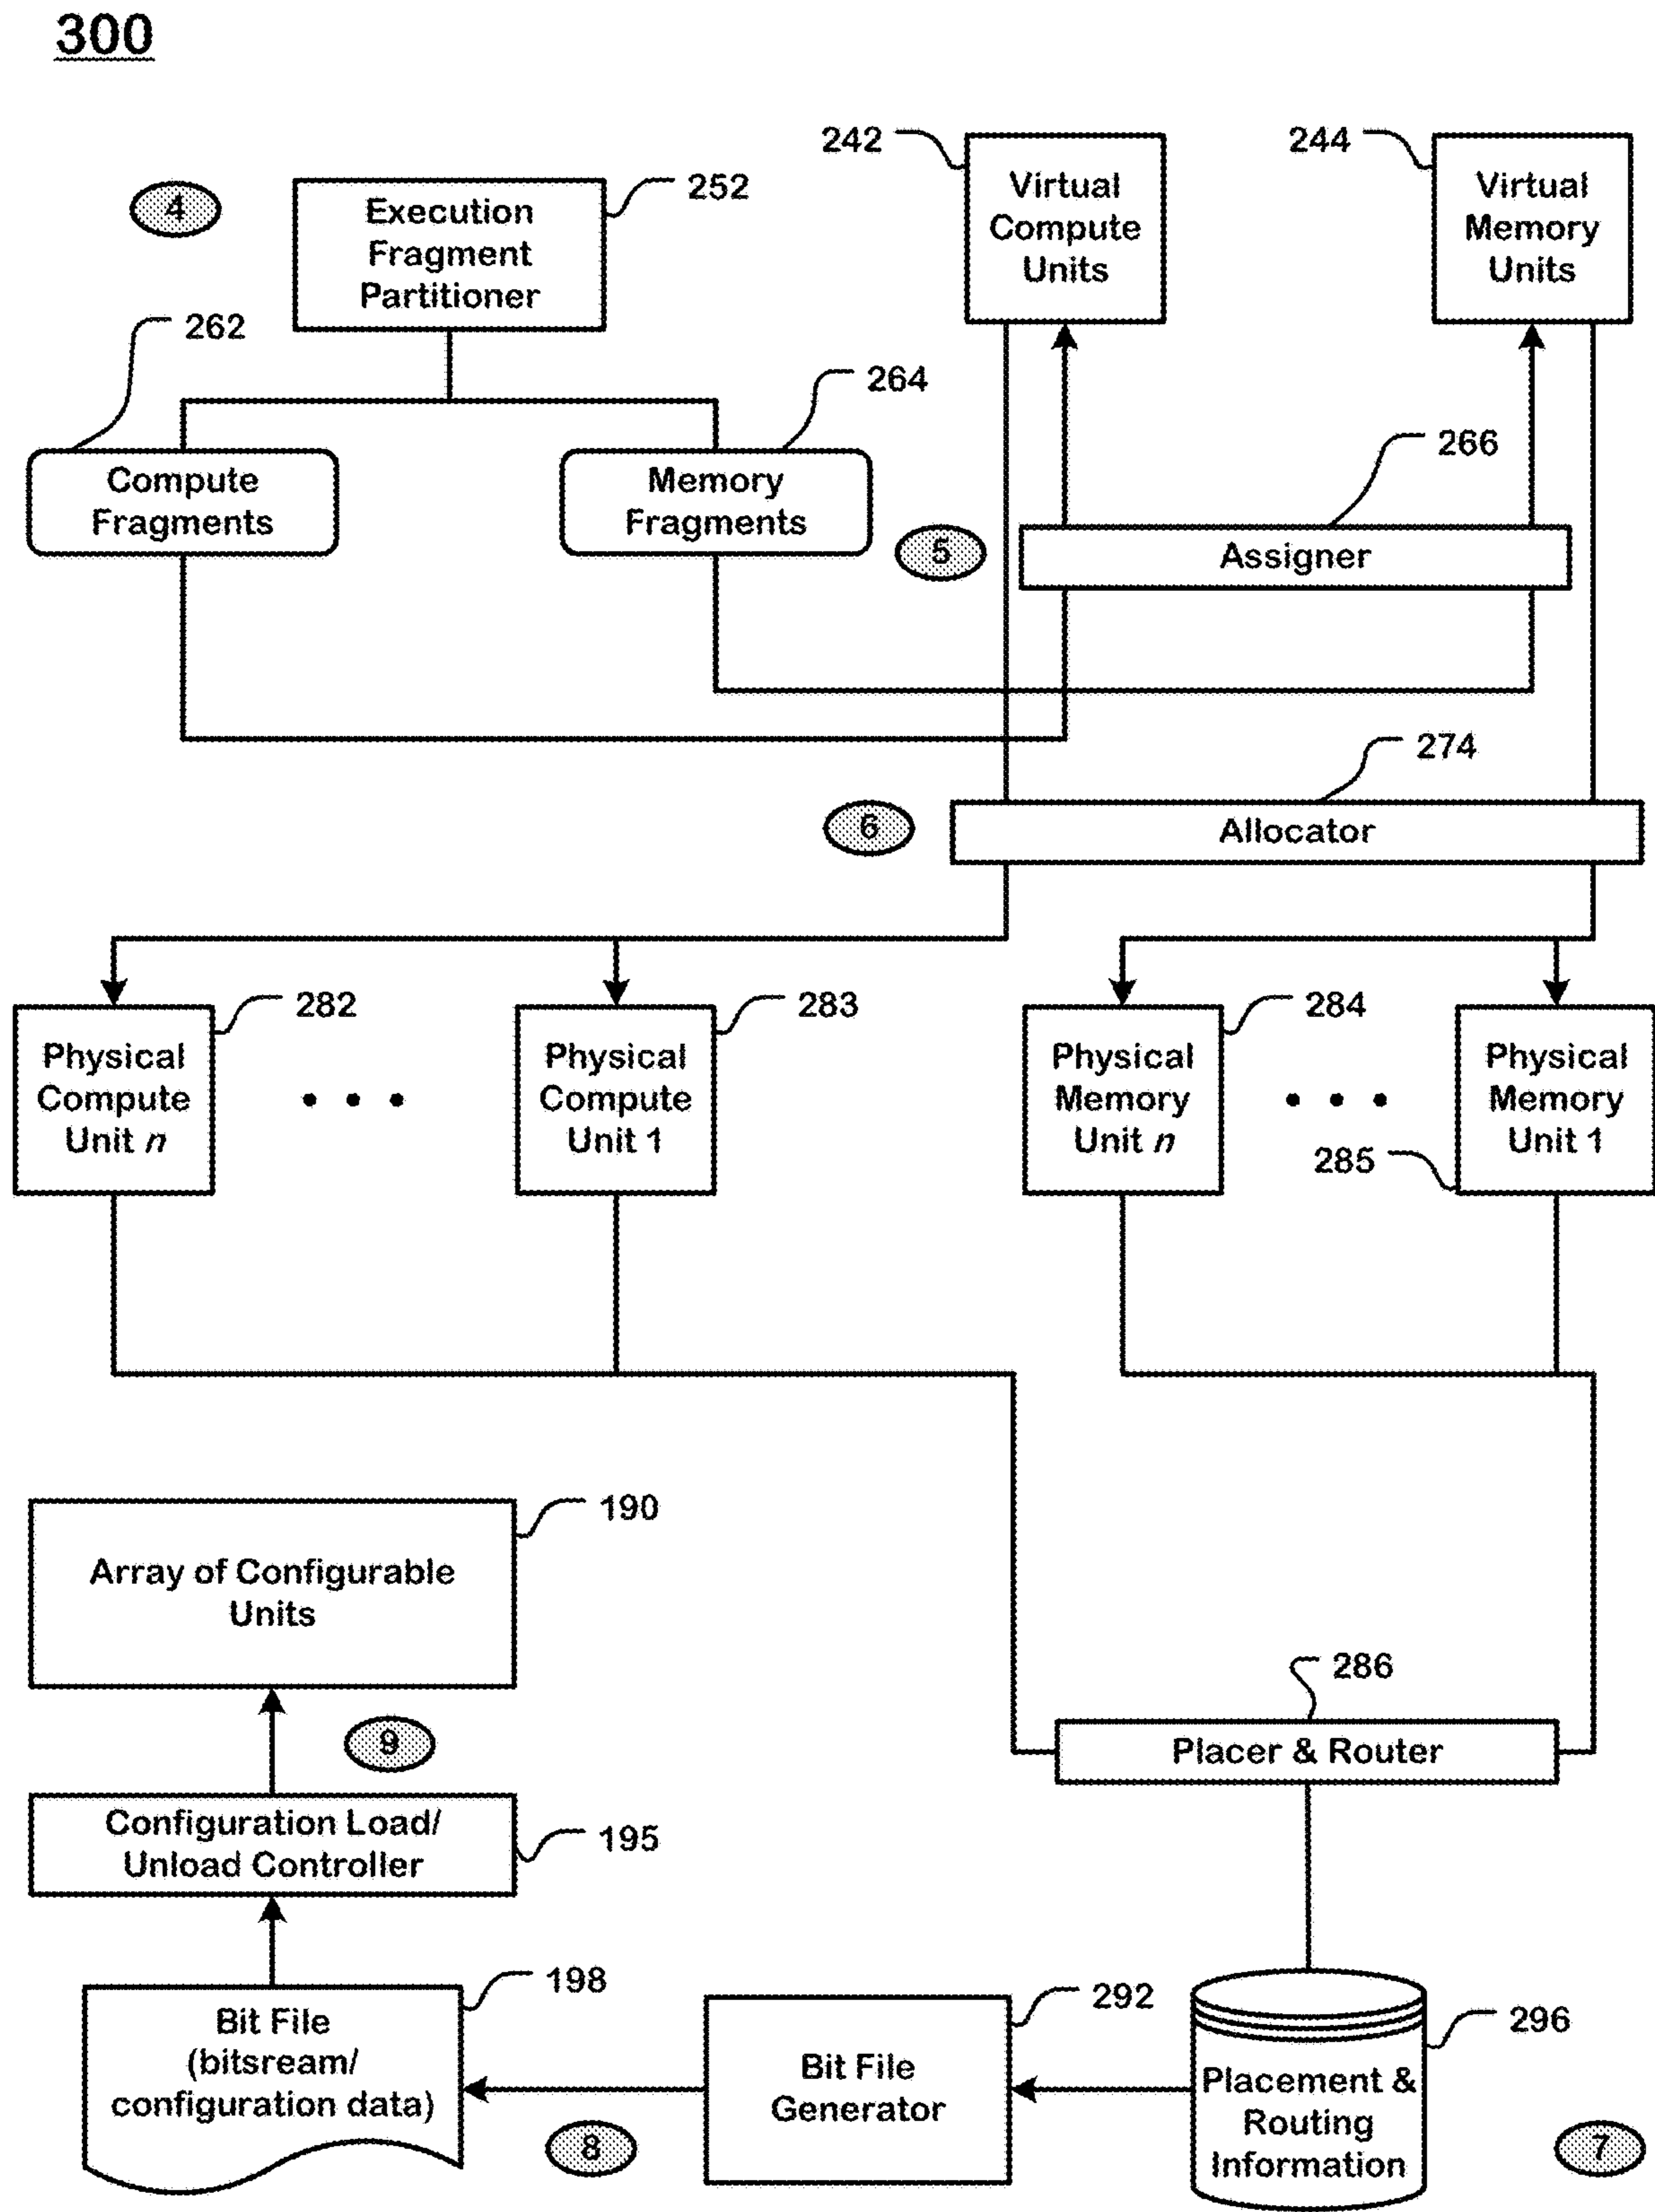 300
242
Virtual
Compute
Units
244
Virtual
Memory
Units
4
Execution
Fragment
Partitioner
252
262
264
Compute
Fragments
Memory
Fragments
266
5
Assigner
274
6
Allocator
282
283
284
Physical
Compute
Unit n
Physical
Compute
Unit 1
Physical
Memory
Unit n
285
Physical
Memory
Unit 1
190
Array of Configurable
Units
286
Placer & Router
9
Configuration Load/
Unload Controller
195
198
Bit File
(bitsream/
configuration data)
8
292
Bit File
Generator
296
Placement &
Routing
Information
7